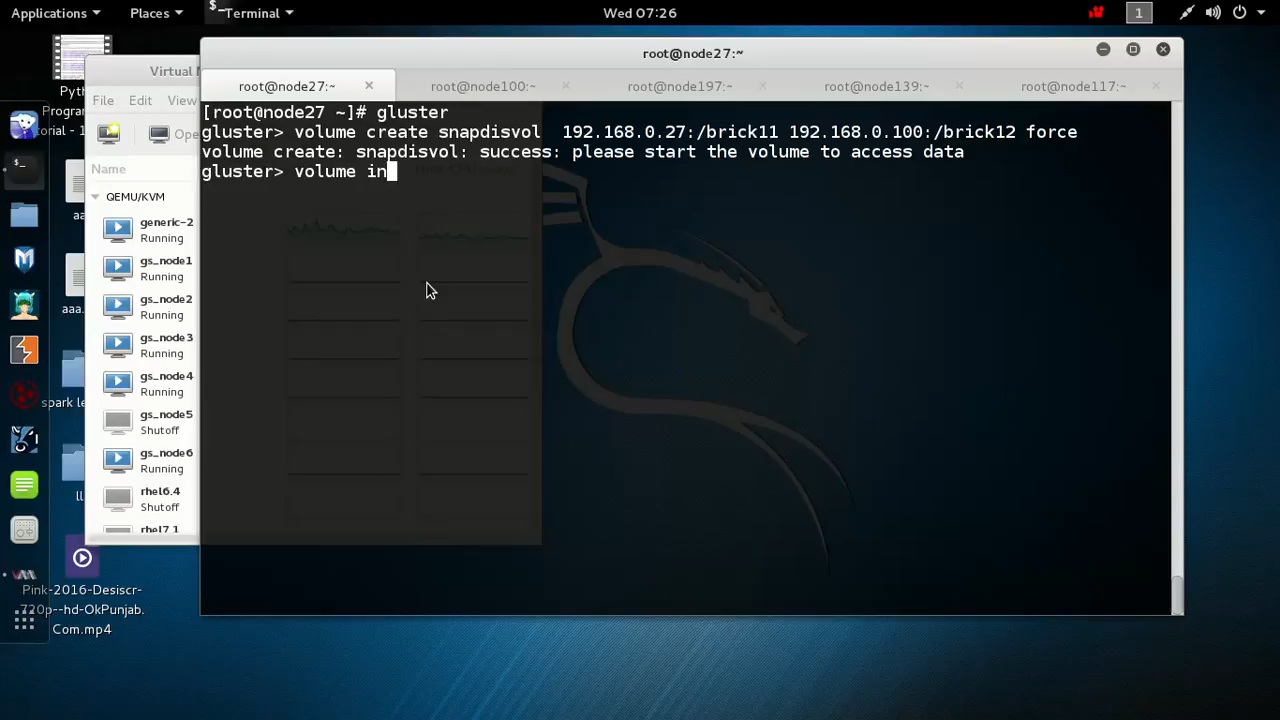 Applications
Places
Terminal
Wed 07:26
1
root@node27:~
root@node27:~
root@node100:~
root@node197:~
root@node139:~
root@node117:~
[root@node27 ~]# gluster
gluster> volume create snapdisvol  192.168.0.27:/brick11 192.168.0.100:/brick12 force
volume create: snapdisvol: success: please start the volume to access data
gluster> volume in
File Edit View
Name
QEMU/KVM
generic-2
Running
gs_node1
Running
gs_node2
Running
gs_node3
Running
gs_node4
Running
gs_node5
Shutoff
gs_node6
Running
rhel6.4
Shutoff
rhel7.1
Pink-2016-Desiscr-
720p--hd-OkPunjab.
Com.mp4